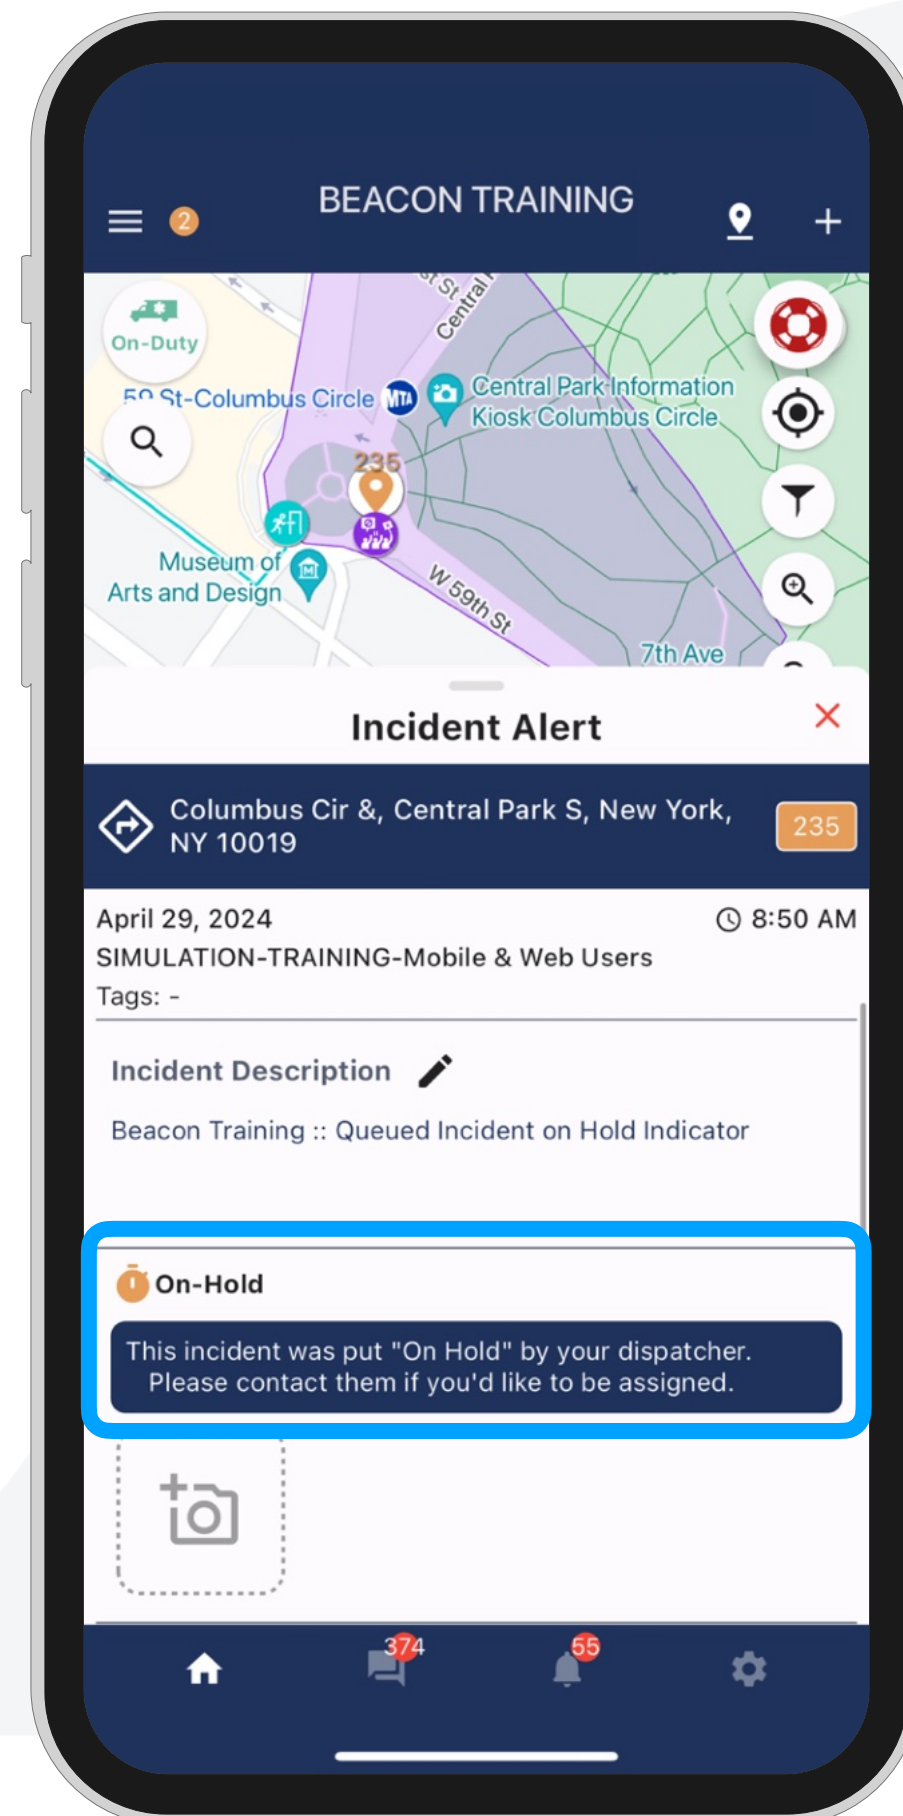 BEACON TRAINING
2
On-Duty
59 St-Columbus Circle
MTA
Central Park Information
Kiosk Columbus Circle
235
Museum of
Arts and Design
W 59th St
7th Ave
Incident Alert
Columbus Cir &, Central Park S, New York,
NY 10019
235
April 29, 2024
8:50 AM
SIMULATION-TRAINING-Mobile & Web Users
Tags: -
Incident Description
Beacon Training :: Queued Incident on Hold Indicator
On-Hold
This incident was put "On Hold" by your dispatcher.
Please contact them if you'd like to be assigned.
374
55